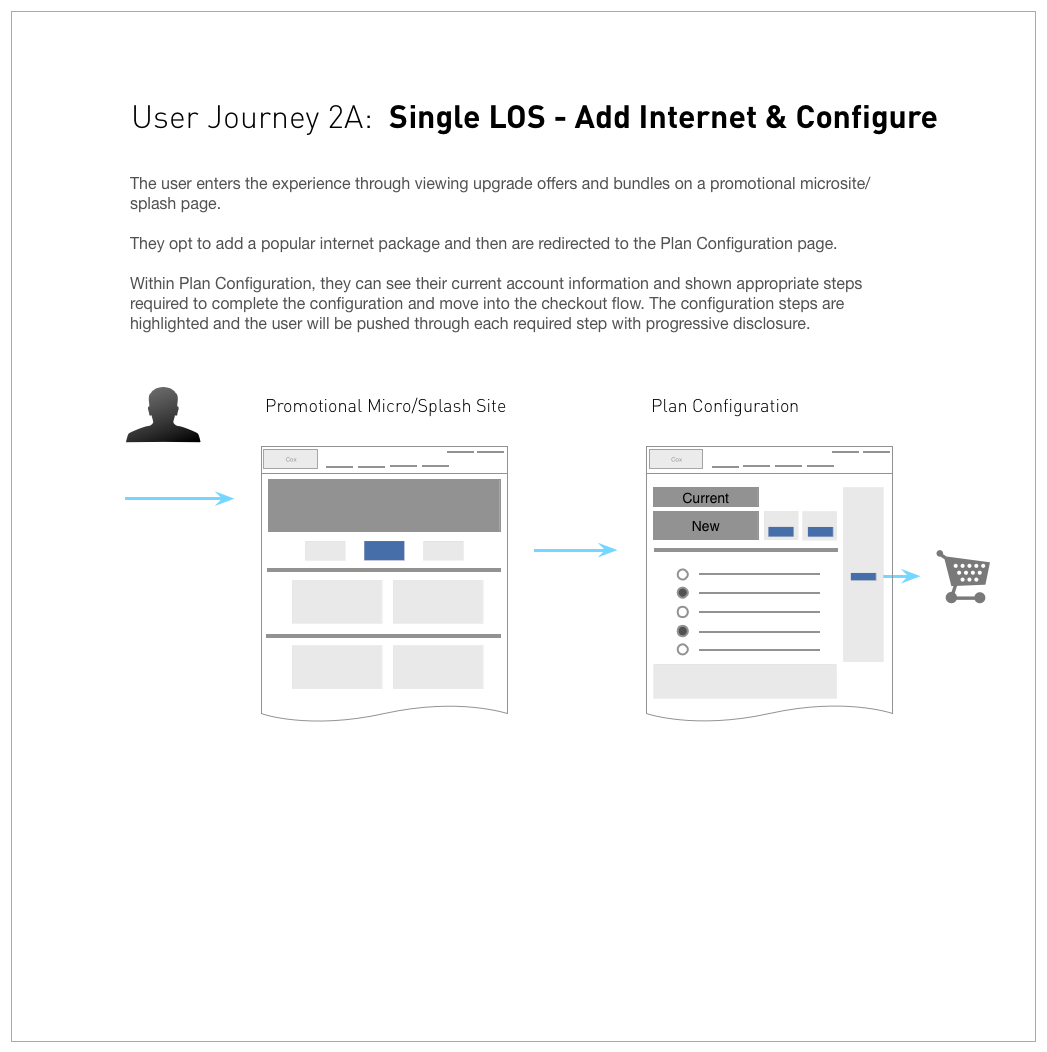 User Journey 2A: Single LOS - Add Internet & Configure
The user enters the experience through viewing upgrade offers and bundles on a promotional microsite/
splash page.
They opt to add a popular internet package and then are redirected to the Plan Configuration page.
Within Plan Configuration, they can see their current account information and shown appropriate steps
required to complete the configuration and move into the checkout flow. The configuration steps are
highlighted and the user will be pushed through each required step with progressive disclosure.
Promotional Micro/Splash Site
Plan Configuration
Cox
Cox
Current
New